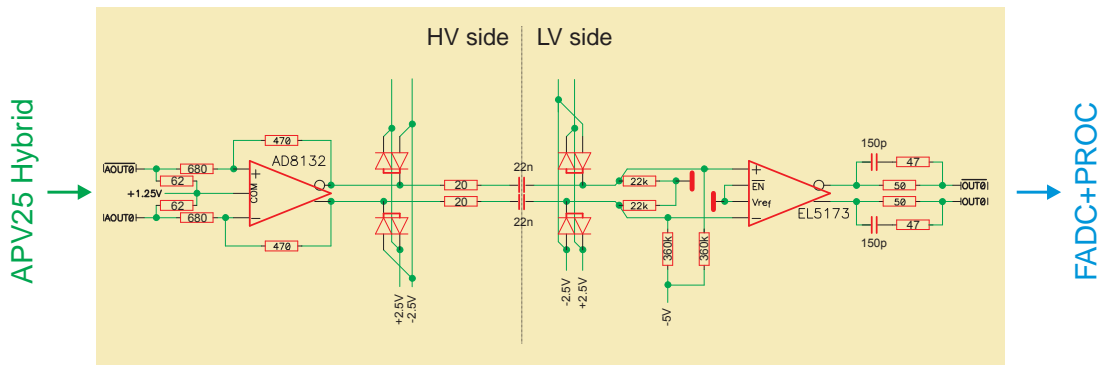 HV side
LV side
APV25 Hybrid
|AOUT0|
680
62
+1.25V
62
|AOUT0|
680
470
+
COM
−
AD8132
470
+2.5V
-2.5V
20
20
22n
22n
-2.5V
+2.5V
22k
22k
360k
360k
-5V
+
EN
Vref
−
EL5173
150p
47
50
50
150p
47
|OUT0|
|OUT0|
FADC+PROC